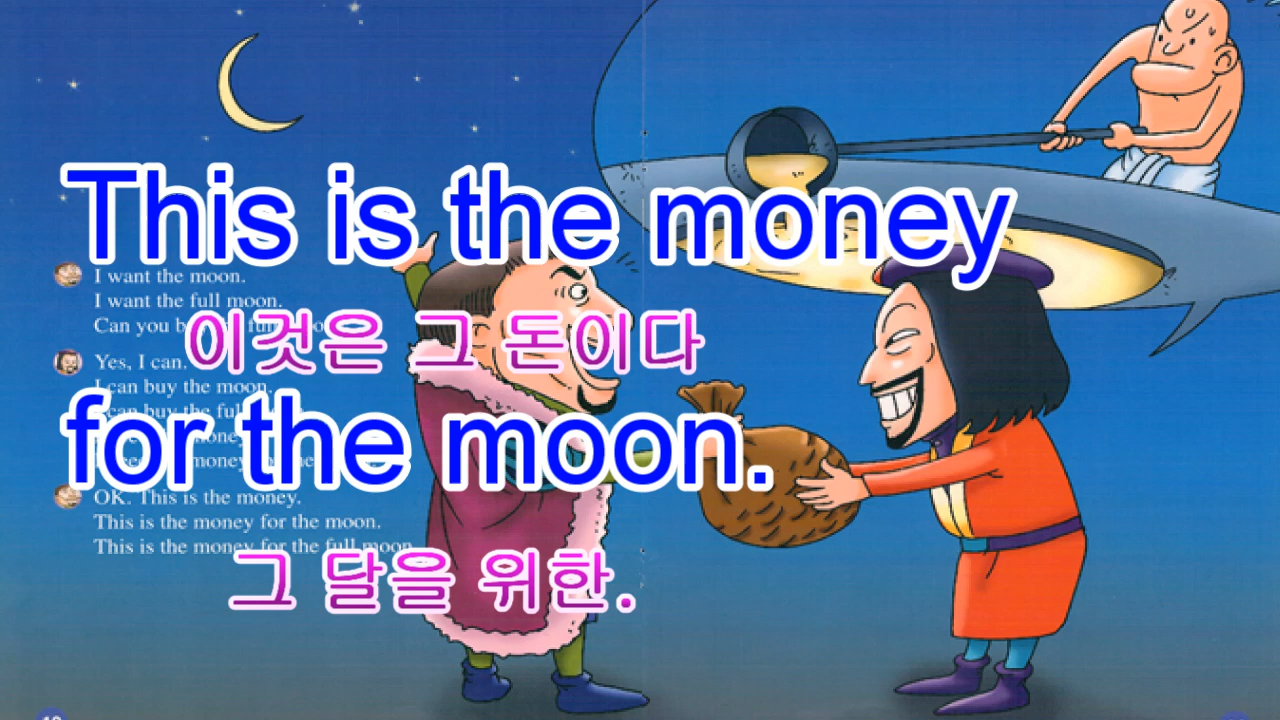 This is the money
I want the moon.
I want the full moon.
Can you
이것은 그 돈이다
Yes, I can.
I can buy the moon.
for the moon.
OK. This is the money.
This is the money for the moon.
This is the money for the full moon
그 달을 위한.